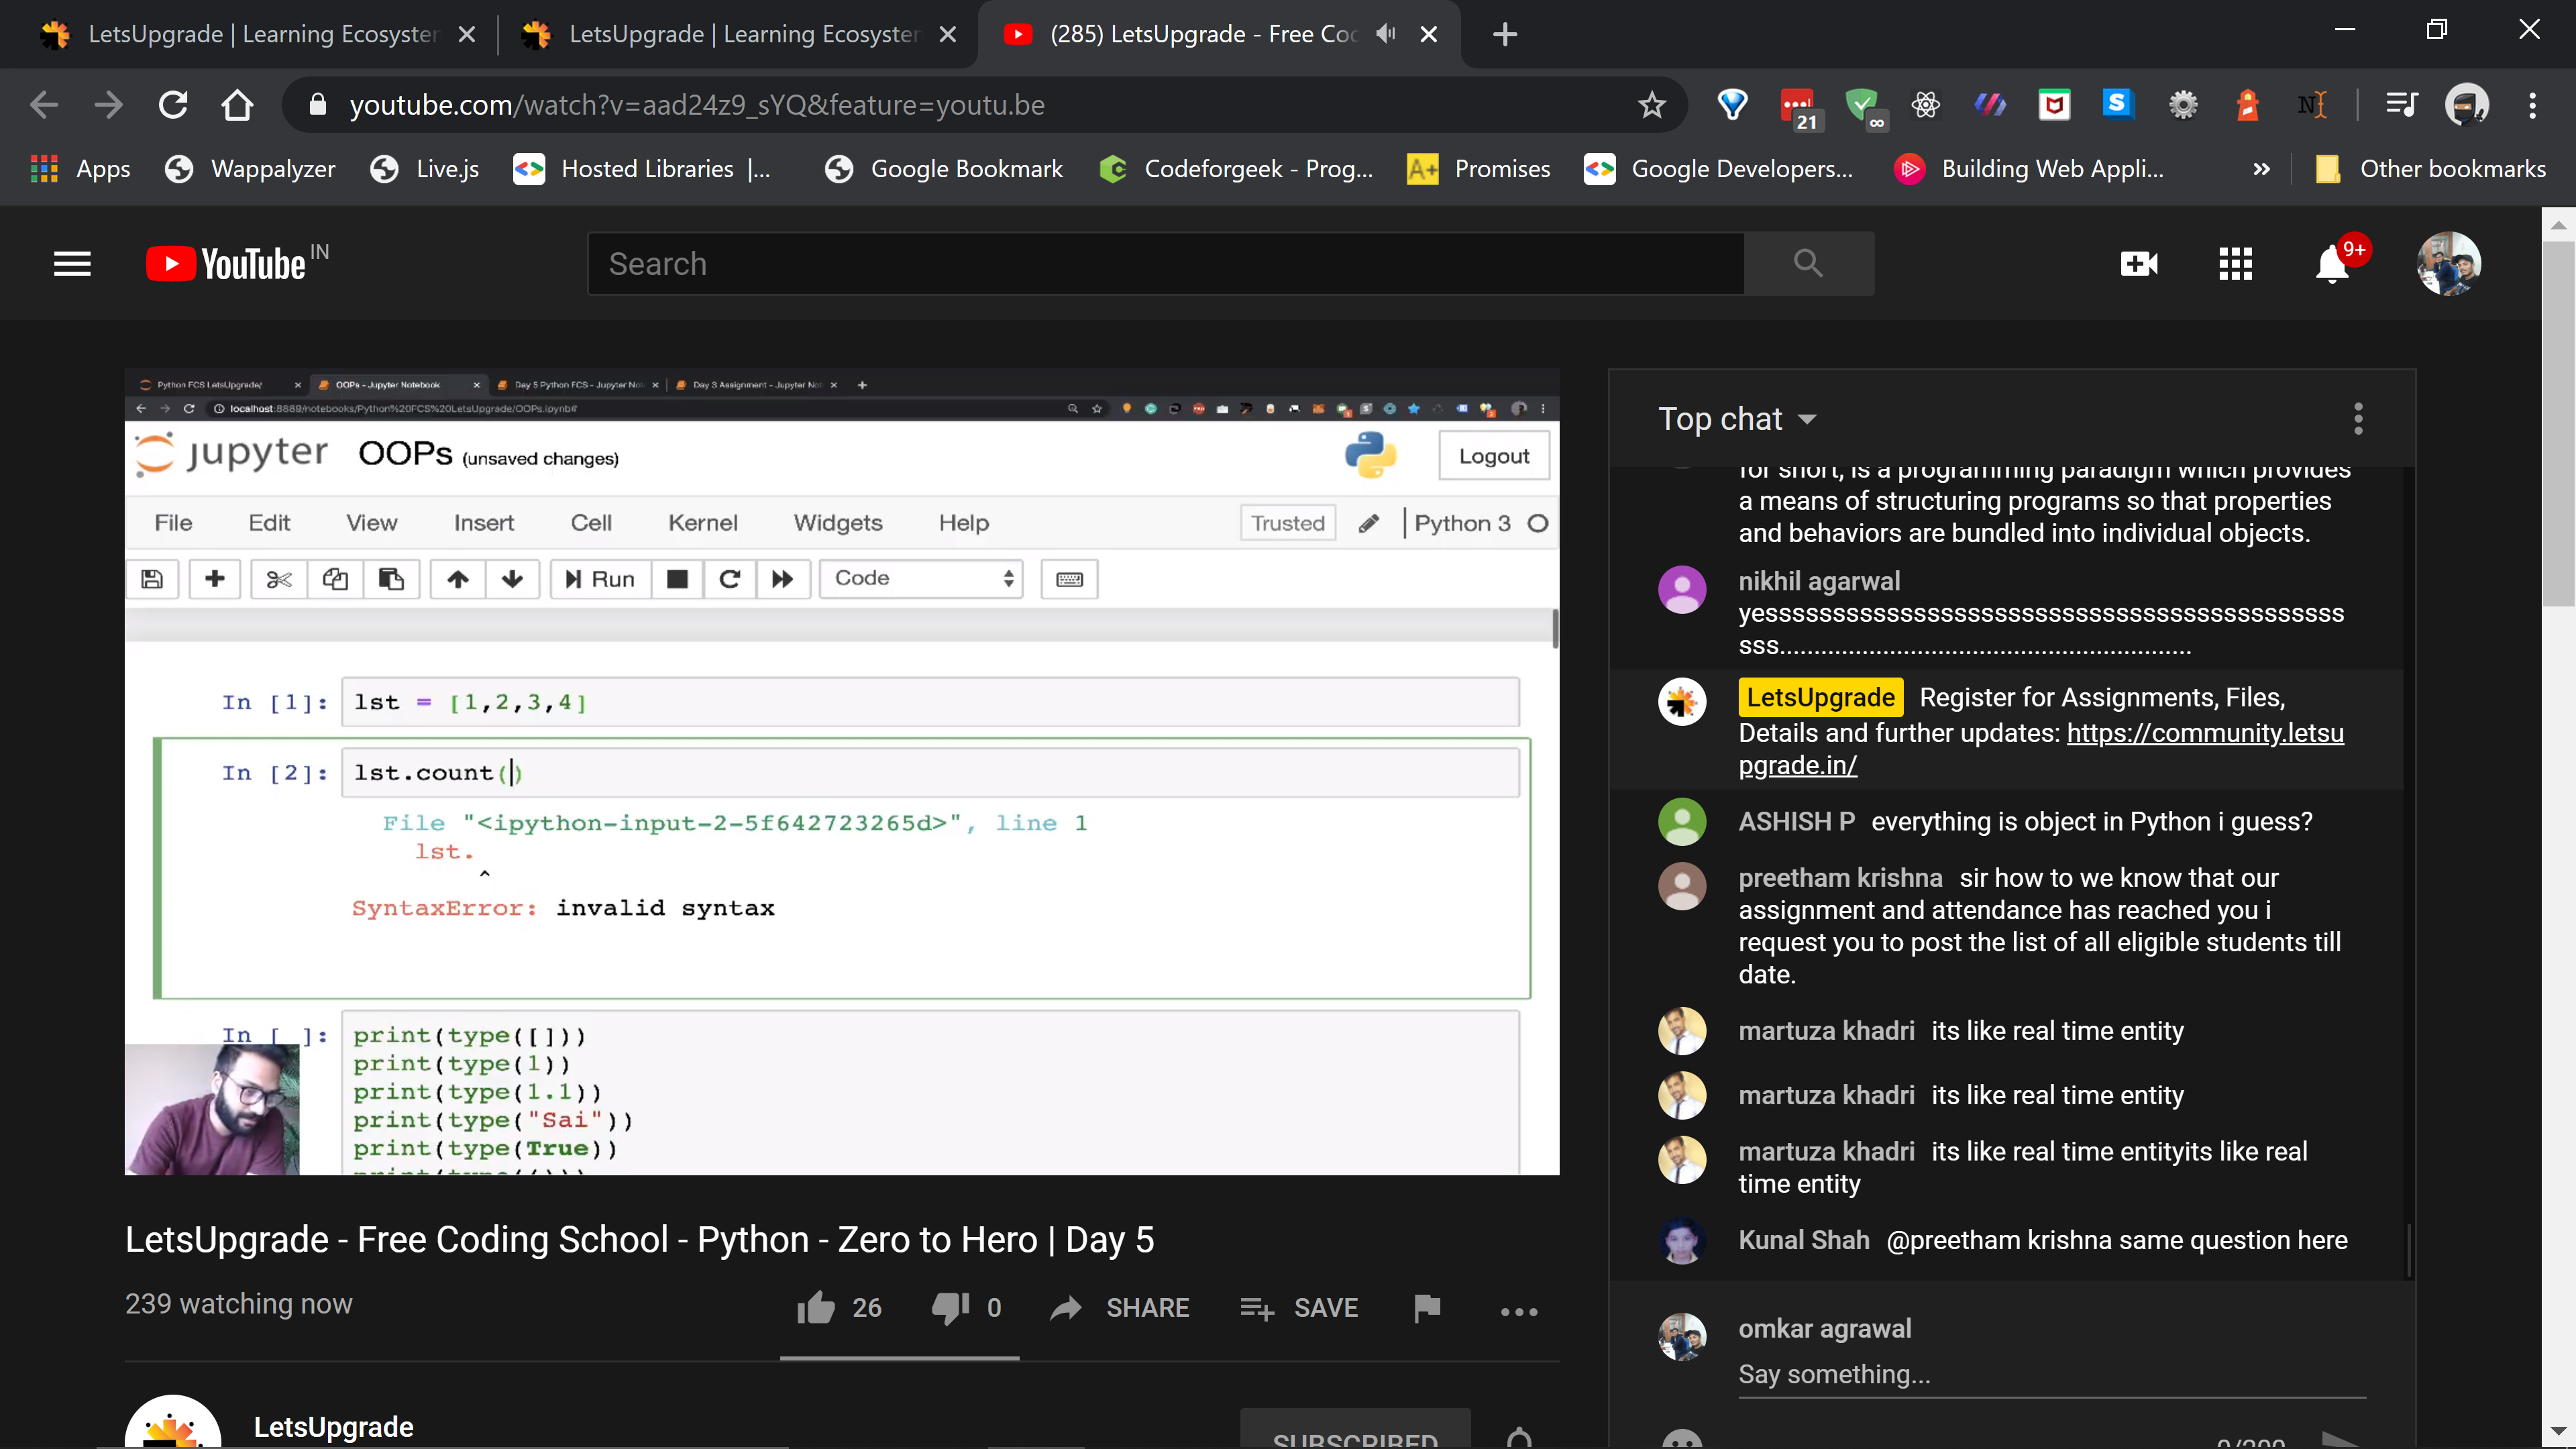 LetsUpgrade | Learning Ecosyster
LetsUpgrade | Learning Ecosyster
(285) LetsUpgrade - Free Coc
youtube.com/watch?v=aad24z9_sYQ&feature=youtu.be
21
∞
Apps
Wappalyzer
Live.js
Hosted Libraries |...
Google Bookmark
Codeforgeek - Prog...
A+ Promises
Google Developers...
Building Web Appli...
»
Other bookmarks
YouTube IN
Search
9+
Python FCS LetsUpgrade/
OOPs - Jupyter Notebook
Day 5 Python FCS - Jupyter No
Day 3 Assignment - Jupyter Not
localhost:8889/notebooks/Python%20FCS%20LetsUpgrade/OOPs.ipynb#
jupyter OOPs (unsaved changes)
Logout
File Edit View Insert Cell Kernel Widgets Help
Trusted
Python 3
Run
Code
In [1]: lst = [1,2,3,4]
In [2]: lst.count()
File "<ipython-input-2-5f642723265d>", line 1
lst.
^
SyntaxError: invalid syntax
In [ ]: print(type([]))
print(type(1))
print(type(1.1))
print(type("Sai"))
print(type(True))
print(type(()))
LetsUpgrade - Free Coding School - Python - Zero to Hero | Day 5
239 watching now
26
0
SHARE
SAVE
LetsUpgrade
SUBSCRIBED
Top chat
for short, is a programming paradigm which provides
a means of structuring programs so that properties
and behaviors are bundled into individual objects.
nikhil agarwal
yesssssssssssssssssssssssssssssssssssssssssss
sss............................................................
LetsUpgrade Register for Assignments, Files,
Details and further updates: https://community.letsu
pgrade.in/
ASHISH P everything is object in Python i guess?
preetham krishna sir how to we know that our
assignment and attendance has reached you i
request you to post the list of all eligible students till
date.
martuza khadri its like real time entity
martuza khadri its like real time entity
martuza khadri its like real time entityits like real
time entity
Kunal Shah @preetham krishna same question here
omkar agrawal
Say something...
0/200